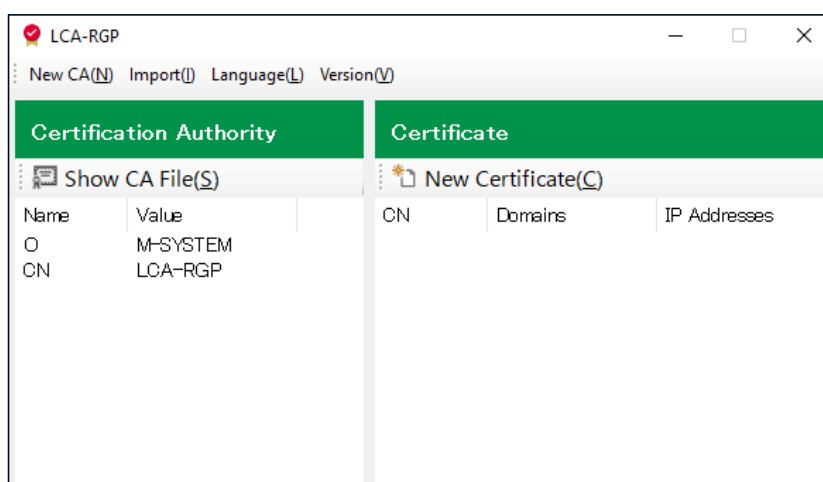 LCA-RGP
New CA(N) Import(I) Language(L) Version(V)
Certification Authority
Show CA File(S)
Name Value
O M-SYSTEM
CN LCA-RGP
Certificate
New Certificate(C)
CN Domains IP Addresses